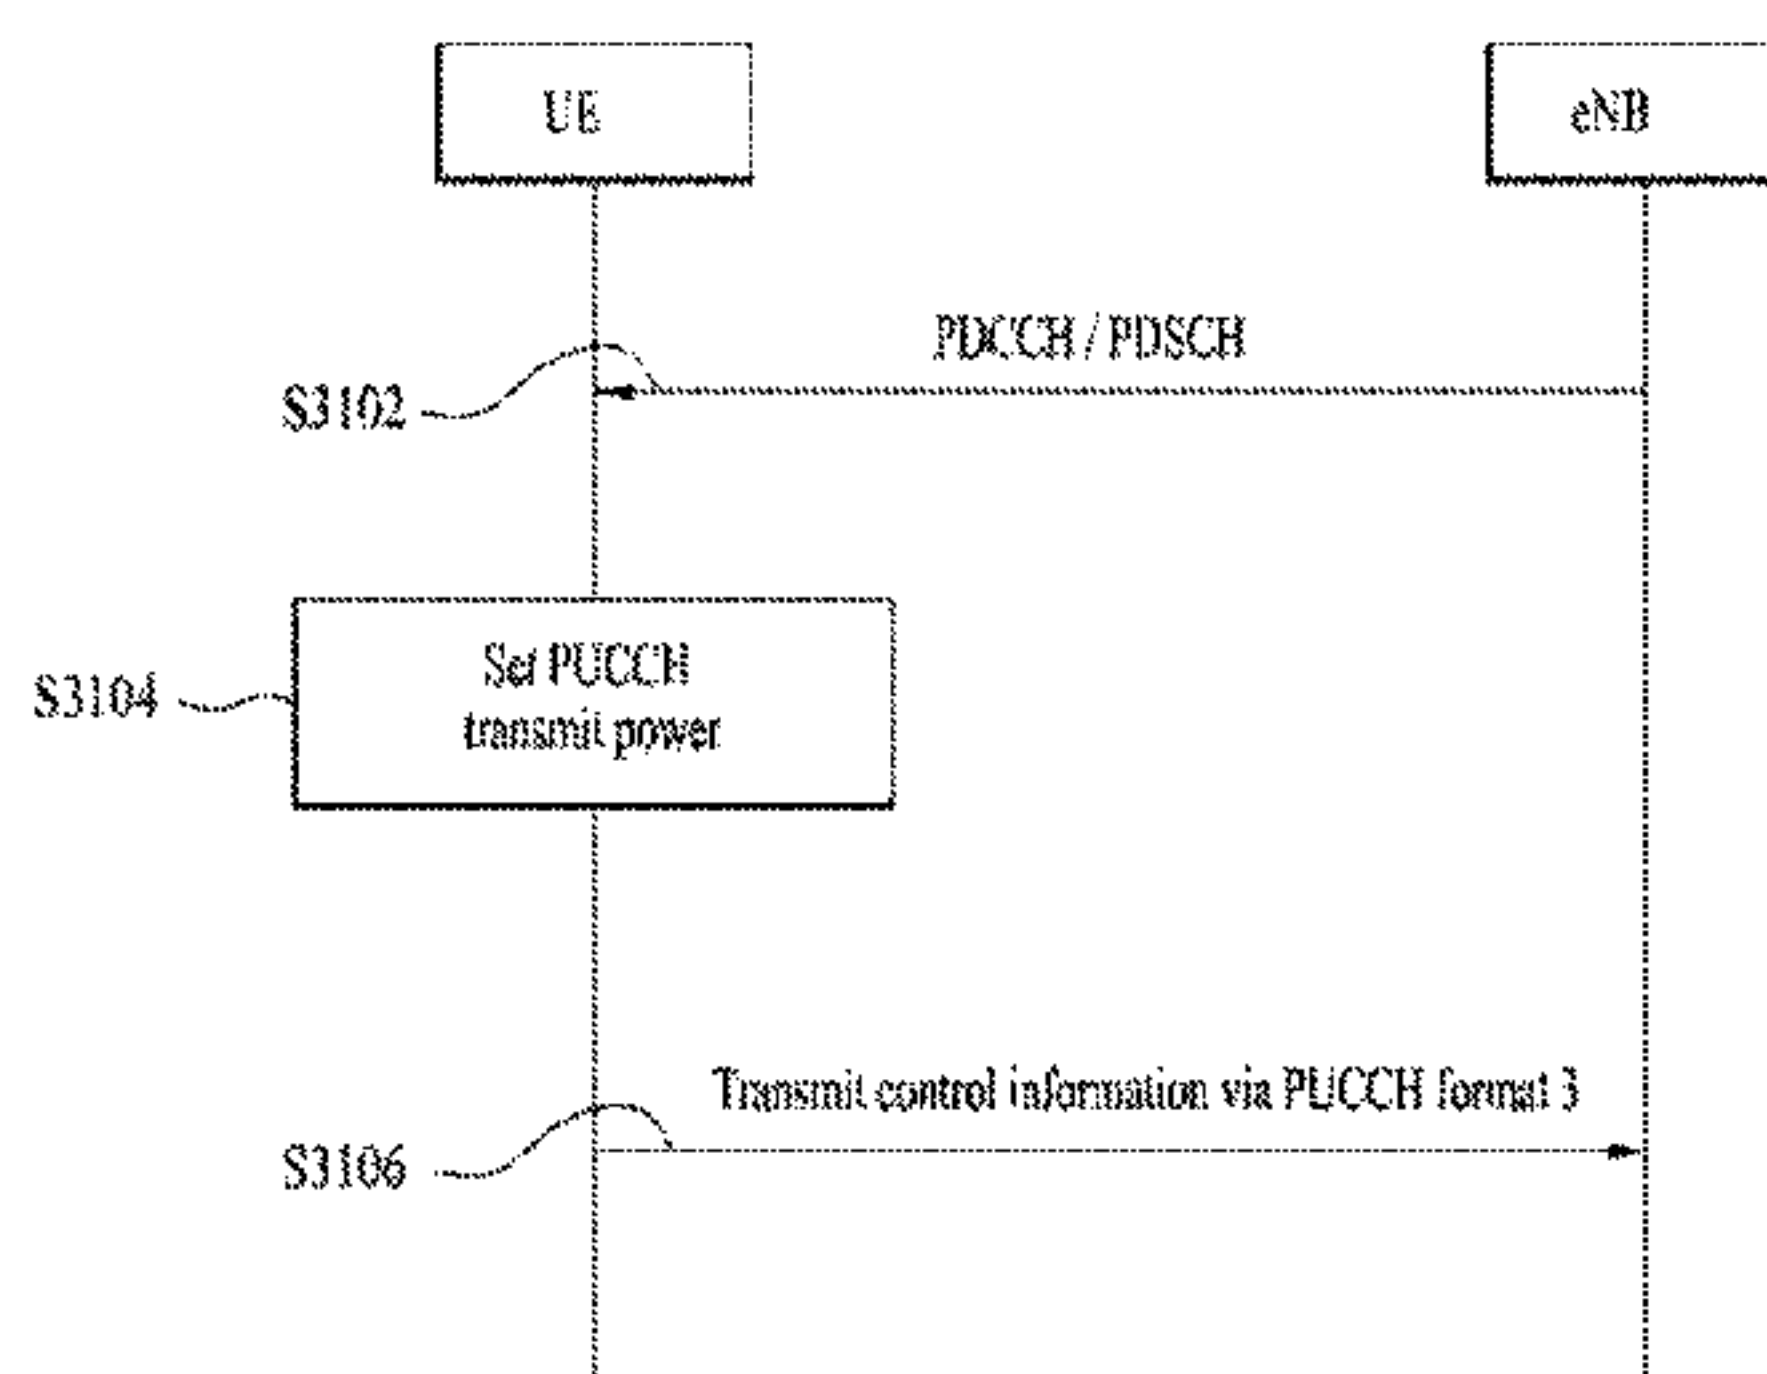 UE
eNB
PDCCH / PDSCH
S3102
Set PUCCH
transmit power
S3104
Transmit control information via PUCCH format 3
S3106